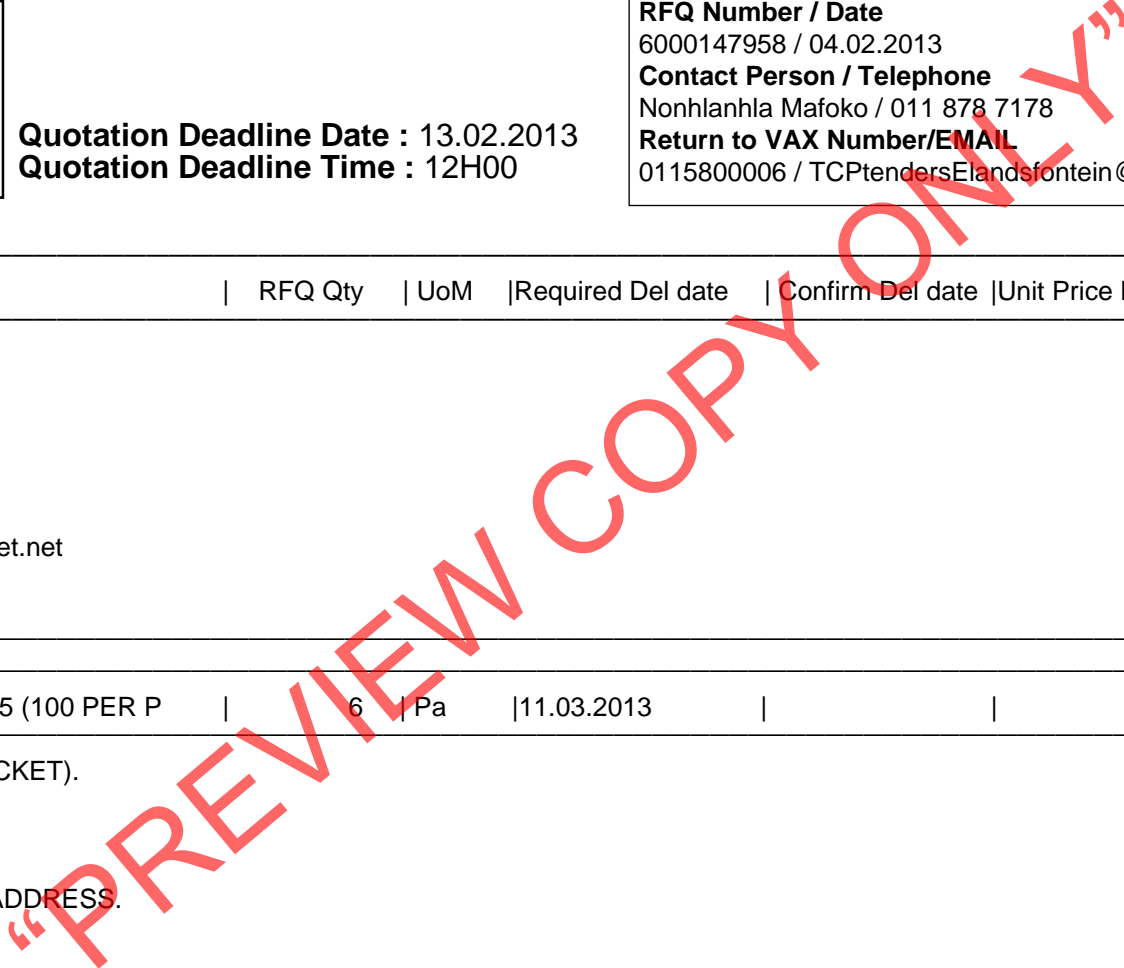 RFQ Number / Date
6000147958 / 04.02.2013
Contact Person / Telephone
Nonhlanhla Mafoko / 011 878 7178
Quotation Deadline Date : 13.02.2013
Return to VAX Number/EMAIL
Quotation Deadline Time : 12H00
0115800006 / TCPtendersElandsfontein@
| RFQ Qty | UoM |Required Del date | Confirm Del date |Unit Price
et.net
5 (100 PER P | 6 | Pa |11.03.2013 | |
CKET).
ADDRESS.
“PREVIEW COPY ONLY”